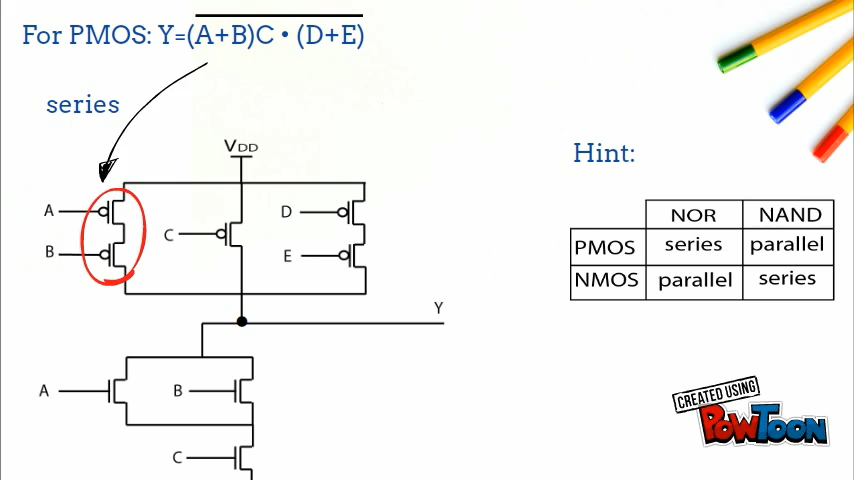 For PMOS: Y=(A+B)C • (D+E)
series
VDD
Hint:
A
D
C
B
E
NOR NAND
PMOS series parallel
NMOS parallel series
Y
A
B
C
CREATED USING
POWTOON